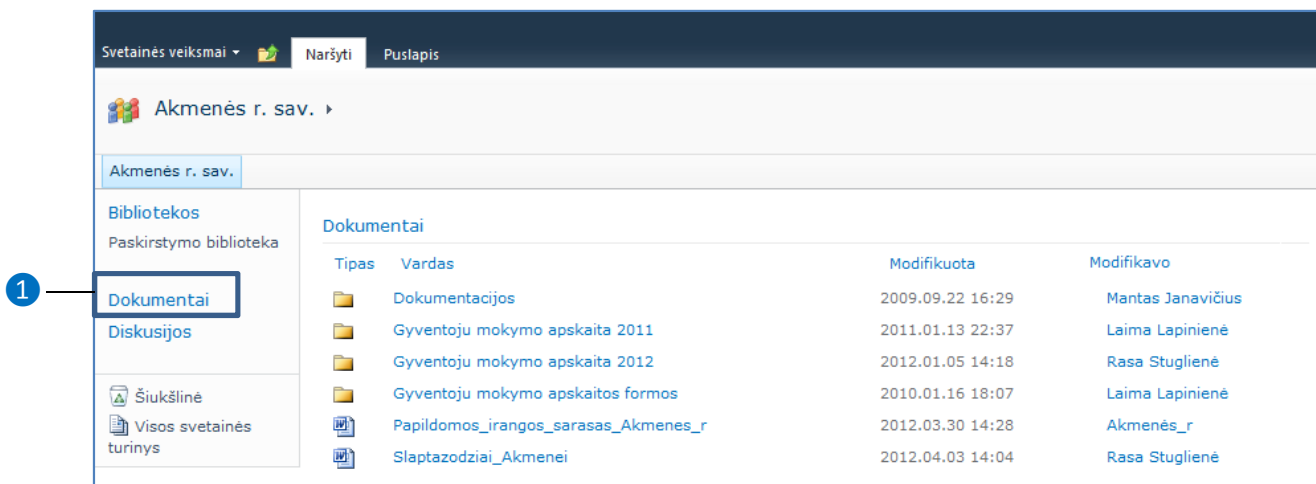 Svetainės veiksmai Naršyti Puslapis
Akmenės r. sav.
Akmenės r. sav.
Bibliotekos
Paskirstymo biblioteka
1
Dokumentai
Diskusijos
Šiukšlinė
Visos svetainės
turinys
Dokumentai
Tipas Vardas Modifikuota Modifikavo
Dokumentacijos 2009.09.22 16:29 Mantas Janavičius
Gyventoju mokymo apskaita 2011 2011.01.13 22:37 Laima Lapinienė
Gyventoju mokymo apskaita 2012 2012.01.05 14:18 Rasa Stuglienė
Gyventoju mokymo apskaitos formos 2010.01.16 18:07 Laima Lapinienė
Papildomos_irangos_sarasas_Akmenes_r 2012.03.30 14:28 Akmenės_r
Slaptazodziai_Akmenei 2012.04.03 14:04 Rasa Stuglienė